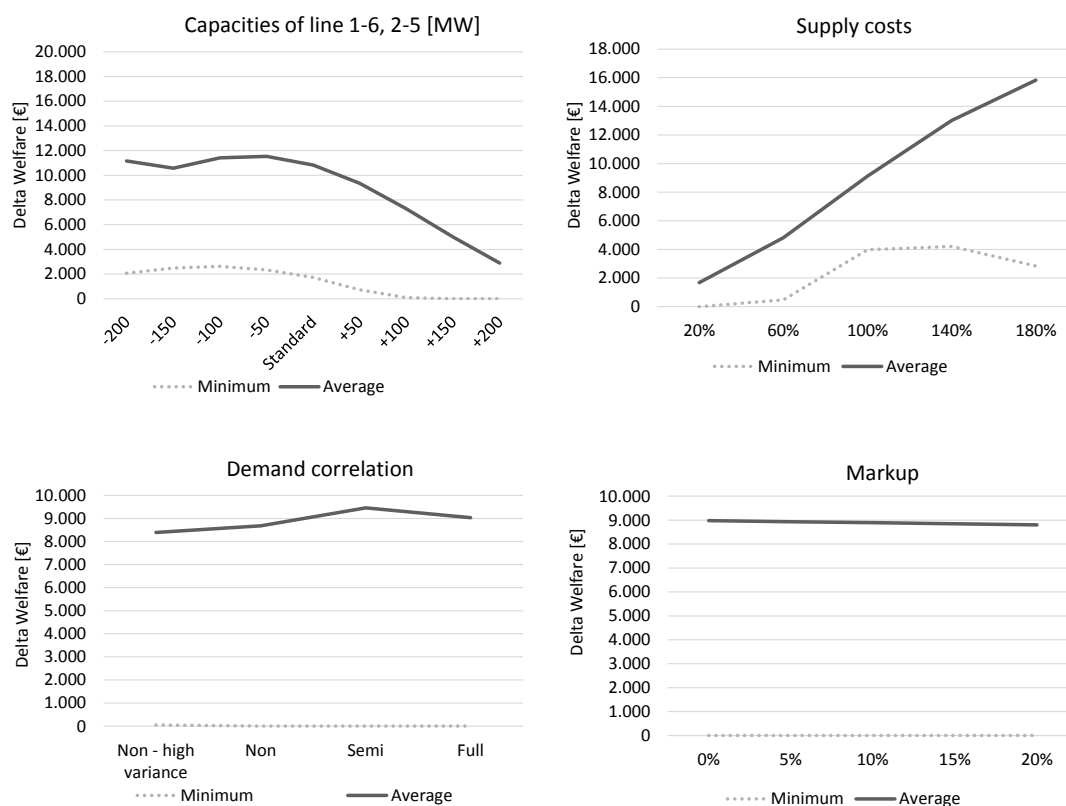 Capacities of line 1-6, 2-5 [MW]
Delta Welfare [€]
20.000
18.000
16.000
14.000
12.000
10.000
8.000
6.000
4.000
2.000
0
-200
-150
-100
-50
Standard
+50
+100
+150
+200
Minimum Average
Supply costs
Delta Welfare [€]
18.000
16.000
14.000
12.000
10.000
8.000
6.000
4.000
2.000
0
20% 60% 100% 140% 180%
Minimum Average
Demand correlation
Delta Welfare [€]
10.000
9.000
8.000
7.000
6.000
5.000
4.000
3.000
2.000
1.000
0
Non - high
variance
Non Semi Full
Minimum Average
Markup
Delta Welfare [€]
10.000
9.000
8.000
7.000
6.000
5.000
4.000
3.000
2.000
1.000
0
0% 5% 10% 15% 20%
Minimum Average